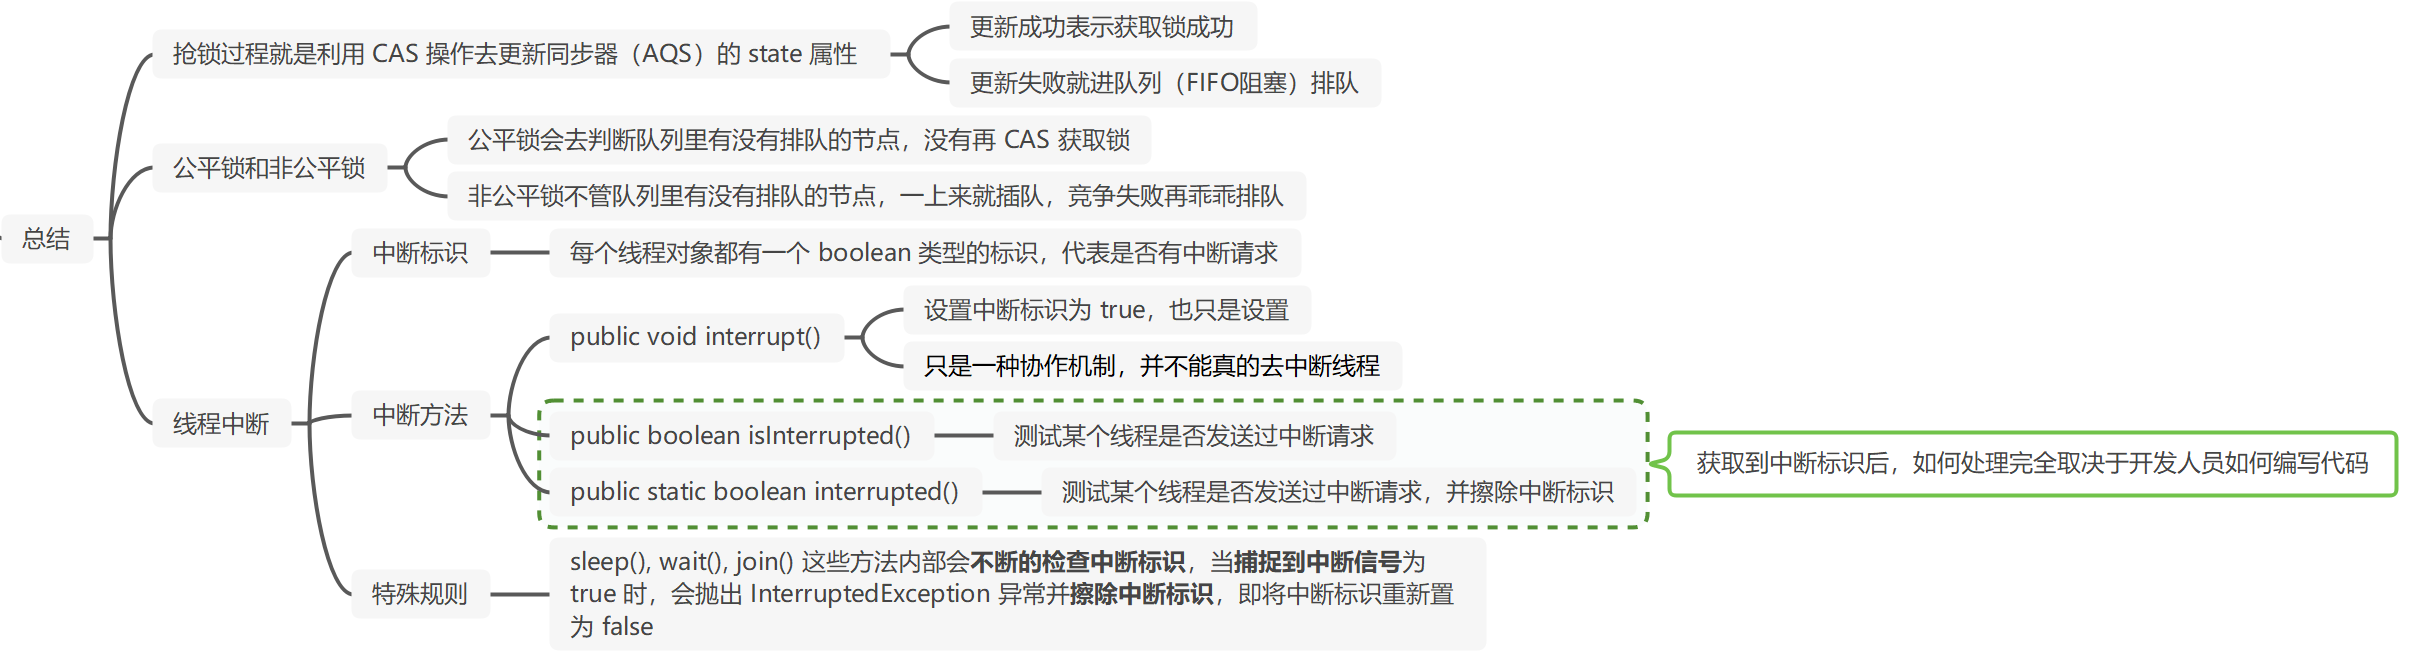 总结
抢锁过程就是利用 CAS 操作去更新同步器（AQS）的 state 属性
更新成功表示获取锁成功
更新失败就进队列（FIFO阻塞）排队
公平锁和非公平锁
公平锁会去判断队列里有没有排队的节点，没有再 CAS 获取锁
非公平锁不管队列里有没有排队的节点，一上来就插队，竞争失败再乖乖排队
线程中断
中断标识
每个线程对象都有一个 boolean 类型的标识，代表是否有中断请求
中断方法
public void interrupt()
设置中断标识为 true，也只是设置
只是一种协作机制，并不能真的去中断线程
public boolean isInterrupted()
测试某个线程是否发送过中断请求
public static boolean interrupted()
测试某个线程是否发送过中断请求，并擦除中断标识
获取到中断标识后，如何处理完全取决于开发人员如何编写代码
特殊规则
sleep(), wait(), join() 这些方法内部会不断的检查中断标识，当捕捉到中断信号为
true 时，会抛出 InterruptedException 异常并擦除中断标识，即将中断标识重新置
为 false